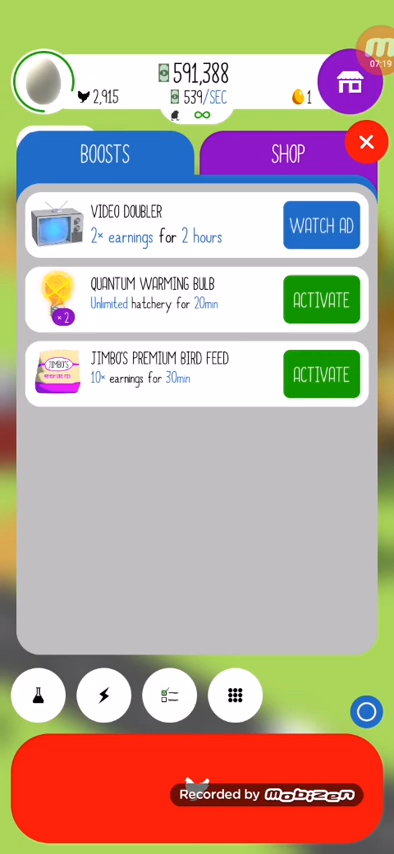 M
07:19
591,388
2,915
539/SEC
1
∞
BOOSTS
SHOP
VIDEO DOUBLER
2× earnings for 2 hours
WATCH AD
QUANTUM WARMING BULB
Unlimited hatchery for 20min
× 2
ACTIVATE
JIMBO'S PREMIUM BIRD FEED
10× earnings for 30min
JIMBO'S
ACTIVATE
Recorded by mobizen